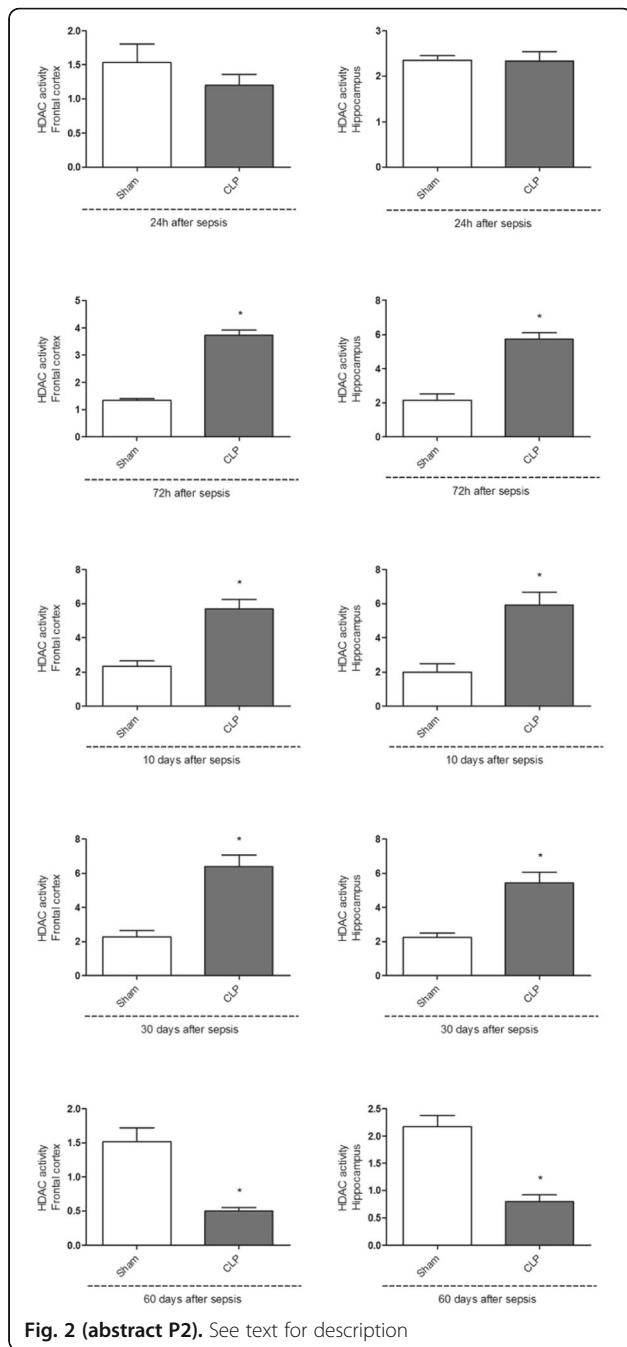 HDAC activity
Frontal cortex
2.0
1.5
1.0
0.5
0.0
Sham
CLP
24h after sepsis
HDAC activity
Hippocampus
3
2
1
0
Sham
CLP
24h after sepsis
HDAC activity
Frontal cortex
5
4
3
2
1
0
*
Sham
CLP
72h after sepsis
HDAC activity
Hippocampus
8
6
4
2
0
*
Sham
CLP
72h after sepsis
HDAC activity
Frontal cortex
8
6
4
2
0
*
Sham
CLP
10 days after sepsis
HDAC activity
Hippocampus
8
6
4
2
0
*
Sham
CLP
10 days after sepsis
HDAC activity
Frontal cortex
8
6
4
2
0
*
Sham
CLP
30 days after sepsis
HDAC activity
Hippocampus
8
6
4
2
0
*
Sham
CLP
30 days after sepsis
HDAC activity
Frontal cortex
2.0
1.5
1.0
0.5
0.0
*
Sham
CLP
60 days after sepsis
HDAC activity
Hippocampus
2.5
2.0
1.5
1.0
0.5
0.0
*
Sham
CLP
60 days after sepsis
Fig. 2 (abstract P2). See text for description